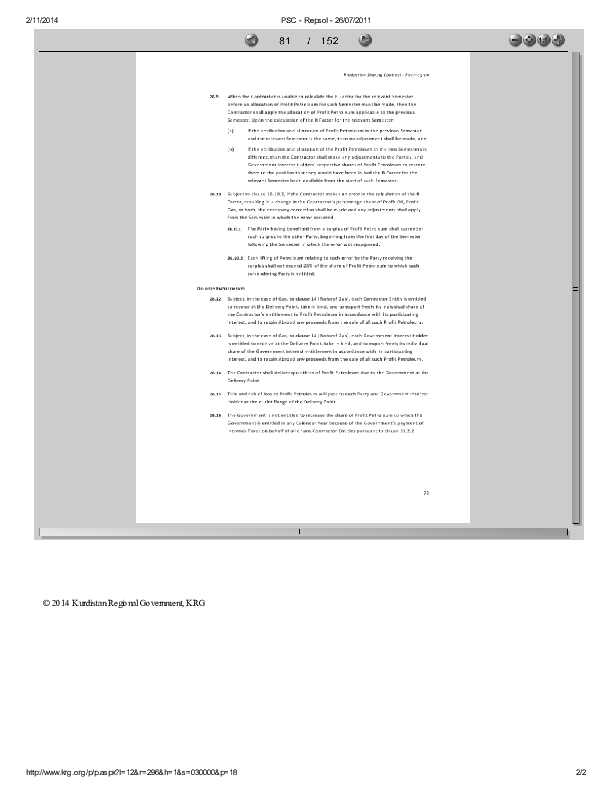 2/11/2014 PSC - Repsol - 26/07/2011
81 / 152
Production Sharing Contract -
26.9 When the Contractor is unable to calculate the R Factor for the relevant Semester
before an allocation of Profit Petroleum for such Semester must be made, then the
Contractor shall apply the allocation of Profit Petroleum applicable to the previous
Semester. Upon the calculation of the R Factor for the relevant Semester:
(a) if the attribution and allocation of Profit Petroleum in the previous Semester
and the relevant Semester is the same, then no adjustment shall be made; and
(b) if the attribution and allocation of the Profit Petroleum in the two Semesters is
different, then the Contractor shall make any adjustments to the Parties' and
Government Interest holders' respective shares of Profit Petroleum to restore
them to the position that they would have been in had the R Factor for the
relevant Semester been available from the start of such Semester.
26.10 Subject to clause 26.10.2, if the Contractor makes an error in the calculation of the R
Factor, resulting in a change in the Contractor's percentage share of Profit Oil, Profit
Gas, or both, the necessary correction shall be made and any adjustments shall apply
from the Semester in which the error occurred.
26.10.1 The Party having benefited from a surplus of Profit Petroleum shall surrender
such surplus to the other Party, beginning from the first day of the Semester
following the Semester in which the error was recognised.
26.10.2 Each lifting of Petroleum relating to such error by the Party receiving the
surplus shall not exceed 25% of the share of Profit Petroleum to which such
surrendering Party is entitled.
DELIVERY ENTITLEMENTS
26.12 Subject, in the case of Gas, to clause 14 (Natural Gas), each Contractor Entity is entitled
to receive at the Delivery Point, take in kind, and to export freely its individual share of
the Contractor's entitlement to Profit Petroleum in accordance with its participating
interest, and to retain Abroad any proceeds from the sale of all such Profit Petroleum.
26.13 Subject, in the case of Gas, to clause 14 (Natural Gas), each Government Interest holder
is entitled to receive at the Delivery Point, take in kind, and to export freely its individual
share of the Government Interest entitlement in accordance with its participating
interest, and to retain Abroad any proceeds from the sale of all such Profit Petroleum.
26.14 The Contractor shall deliver quantities of Profit Petroleum due to the Government at the
Delivery Point.
26.15 Title and risk of loss to Profit Petroleum will pass to each Party and Government Interest
holder at the outlet flange of the Delivery Point.
26.16 The Government is not entitled to increase the share of Profit Petroleum to which the
Government is entitled in any Calendar Year because of the Government's payment of
Income Taxes on behalf of all or any Contractor Entities pursuant to clause 31.2.2.
© 2014 Kurdistan Regional Government, KRG
http://www.krg.org/p/p.aspx?l=12&r=296&h=1&s=030000&p=18 2/2